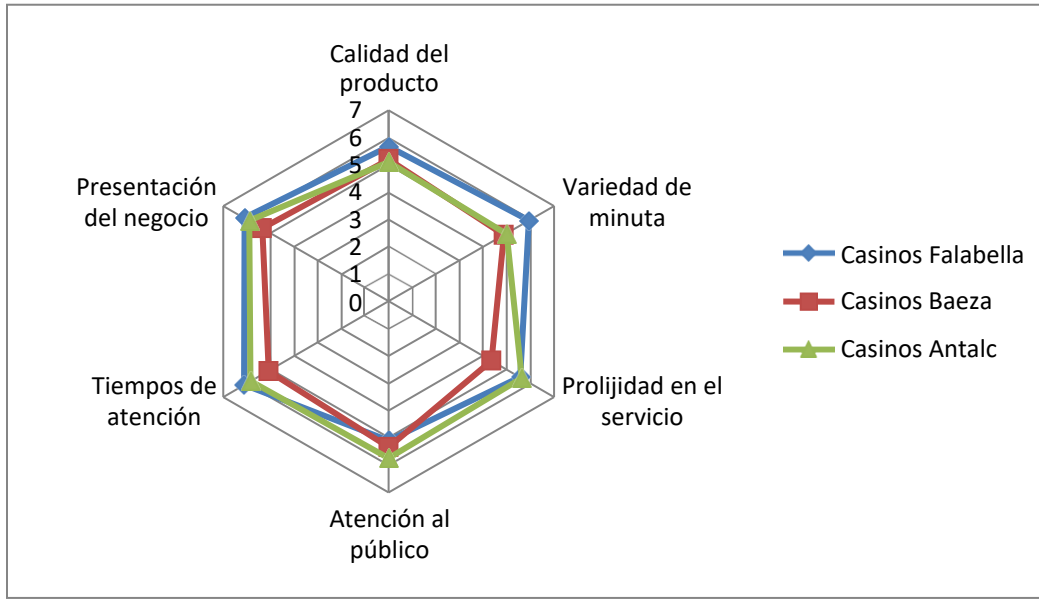 Calidad del
producto
7
6
5
4
3
2
1
0
Variedad de
minuta
Prolijidad en el
servicio
Atención al
público
Tiempos de
atención
Presentación
del negocio
Casinos Falabella
Casinos Baeza
Casinos Antalc